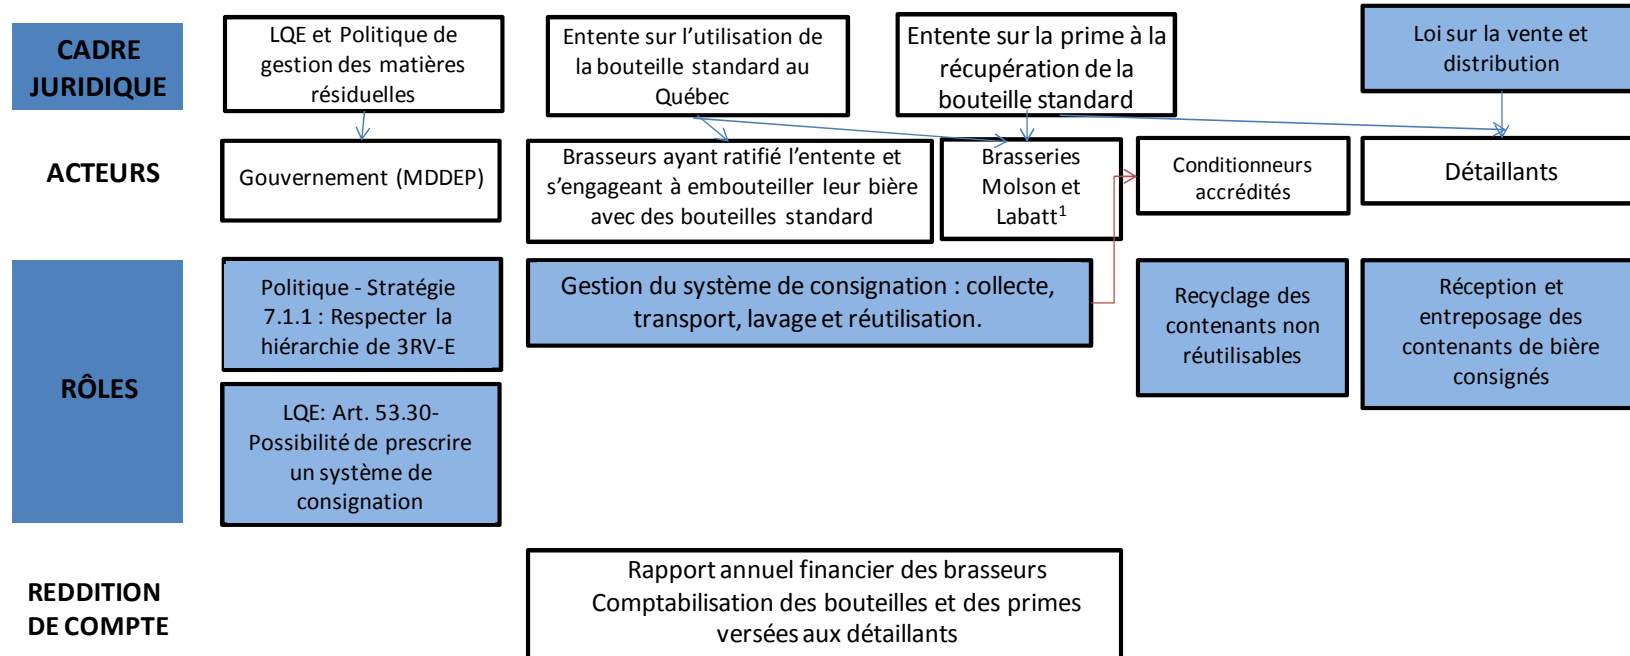 CADRE
JURIDIQUE
LQE et Politique de
gestion des matières
résiduelles
Entente sur l'utilisation de
la bouteille standard au
Québec
Entente sur la prime à la
récupération de la
bouteille standard
Loi sur la vente et
distribution
ACTEURS
Gouvernement (MDDEP)
Brasseurs ayant ratifié l'entente et
s'engageant à embouteiller leur bière
avec des bouteilles standard
Brasseries
Molson et
Labatt¹
Conditionneurs
accrédités
Détaillants
RÔLES
Politique - Stratégie
7.1.1 : Respecter la
hiérarchie de 3RV-E
LQE: Art. 53.30-
Possibilité de prescrire
un système de
consignation
Gestion du système de consignation : collecte,
transport, lavage et réutilisation.
Recyclage des
contenants non
réutilisables
Réception et
entreposage des
contenants de bière
consignés
REDDITION
DE COMPTE
Rapport annuel financier des brasseurs
Comptabilisation des bouteilles et des primes
versées aux détaillants